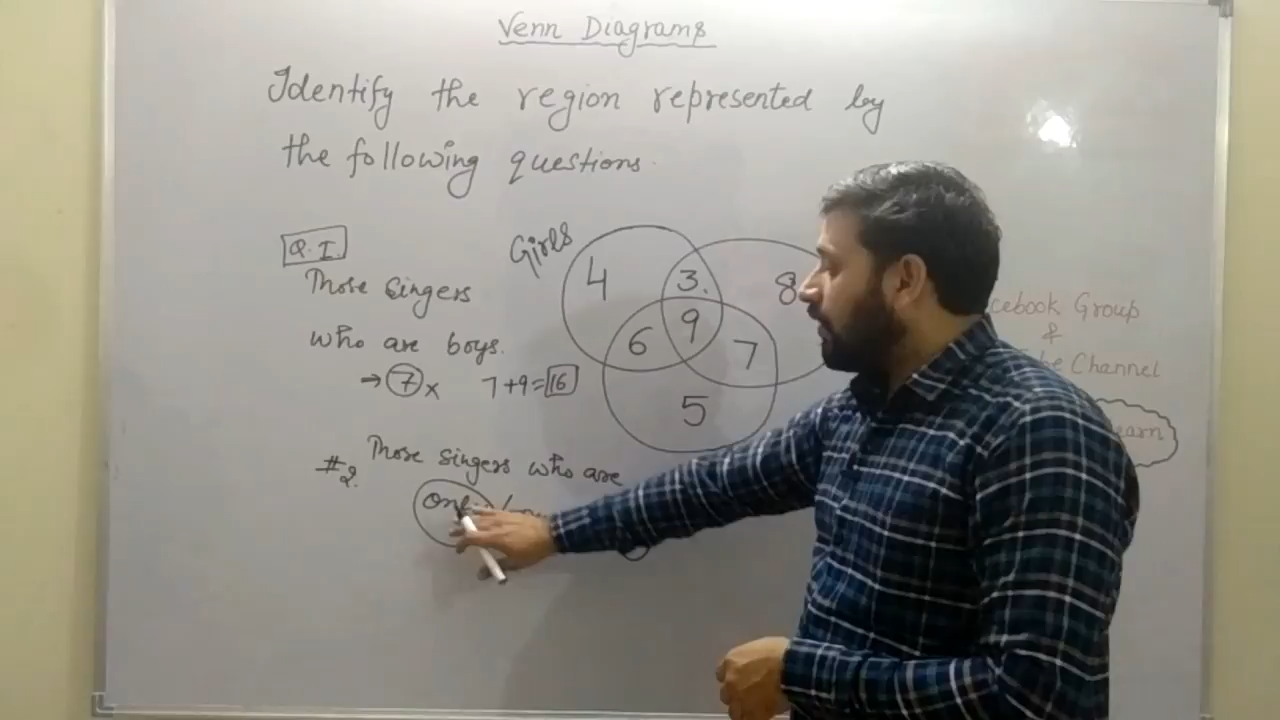 Venn Diagrams
Identify the region represented by
the following questions.
Q.I.
Those Singers
who are boys.
→ 7 x 7+9=16
Girls
4
3.
8
9
6
7
5
#2. Those singers who are
Group
&
Channel